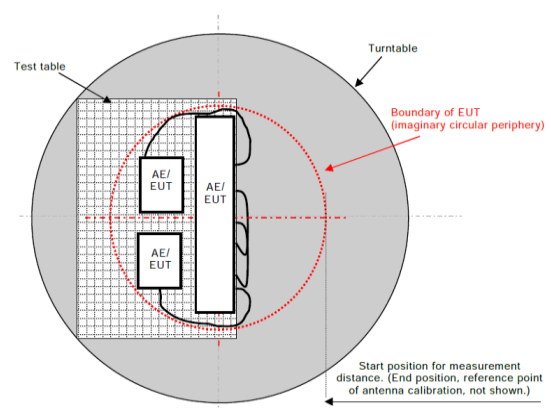 Turntable
Test table
Boundary of EUT
(imaginary circular periphery)
AE/
EUT
AE/
EUT
AE/
EUT
Start position for measurement
distance. (End position, reference point
of antenna calibration, not shown.)